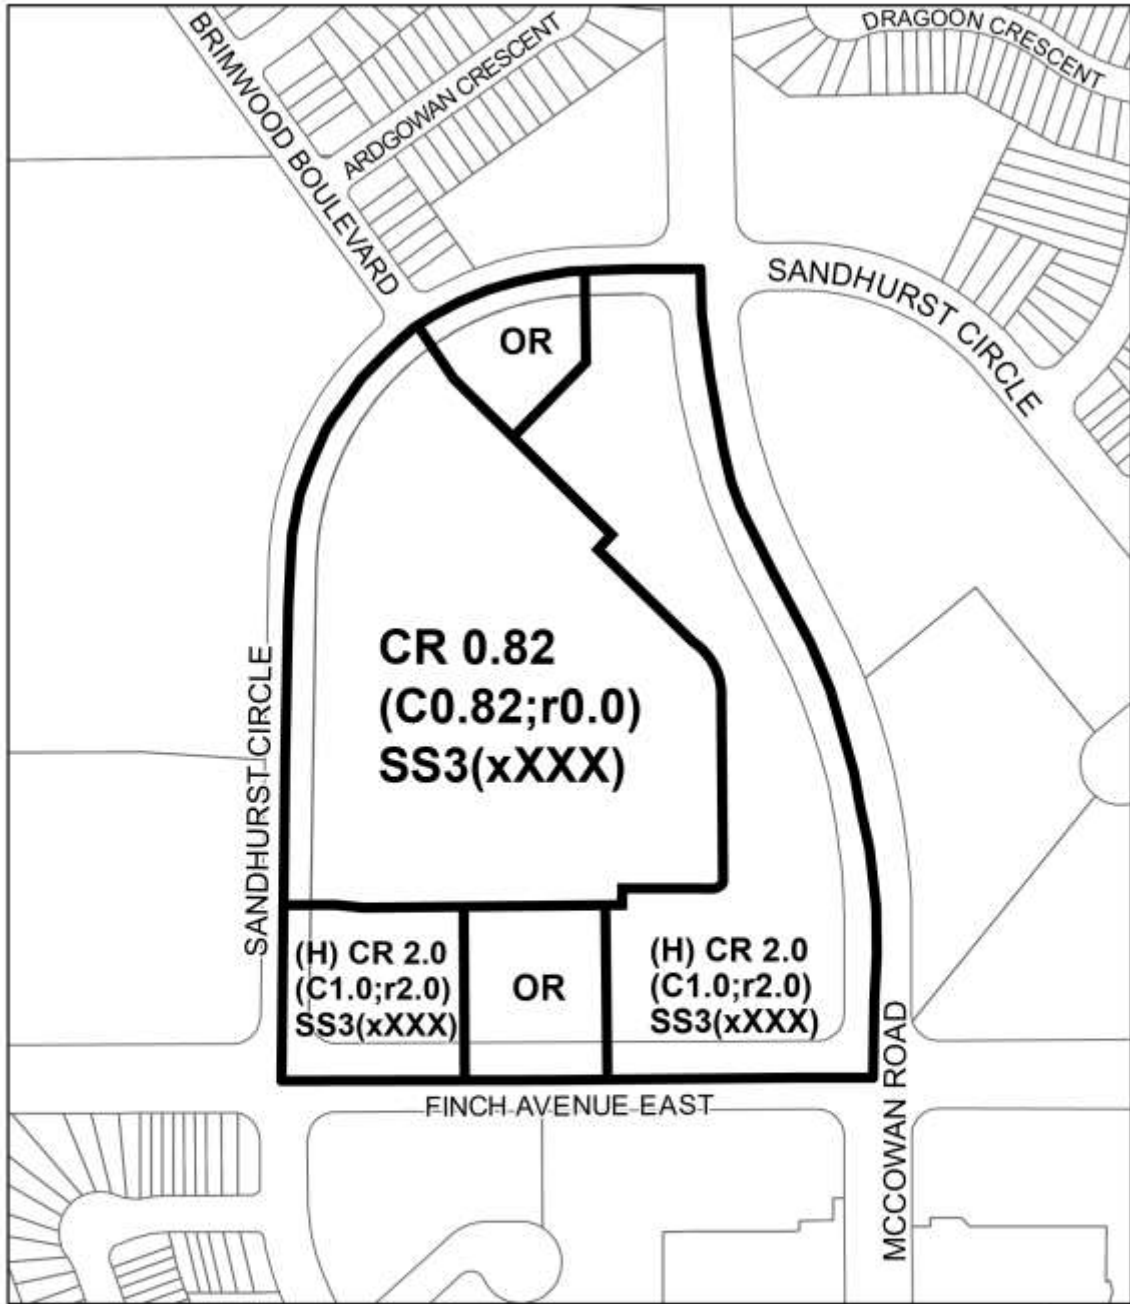 BRIMWOOD BOULEVARD
ARDGOWAN CRESCENT
DRAGOON CRESCENT
SANDHURST CIRCLE
OR
CR 0.82
(C0.82;r0.0)
SS3(xXXX)
SANDHURST CIRCLE
(H) CR 2.0
(C1.0;r2.0)
SS3(xXXX)
OR
(H) CR 2.0
(C1.0;r2.0)
SS3(xXXX)
FINCH AVENUE EAST
MCCOWAN ROAD